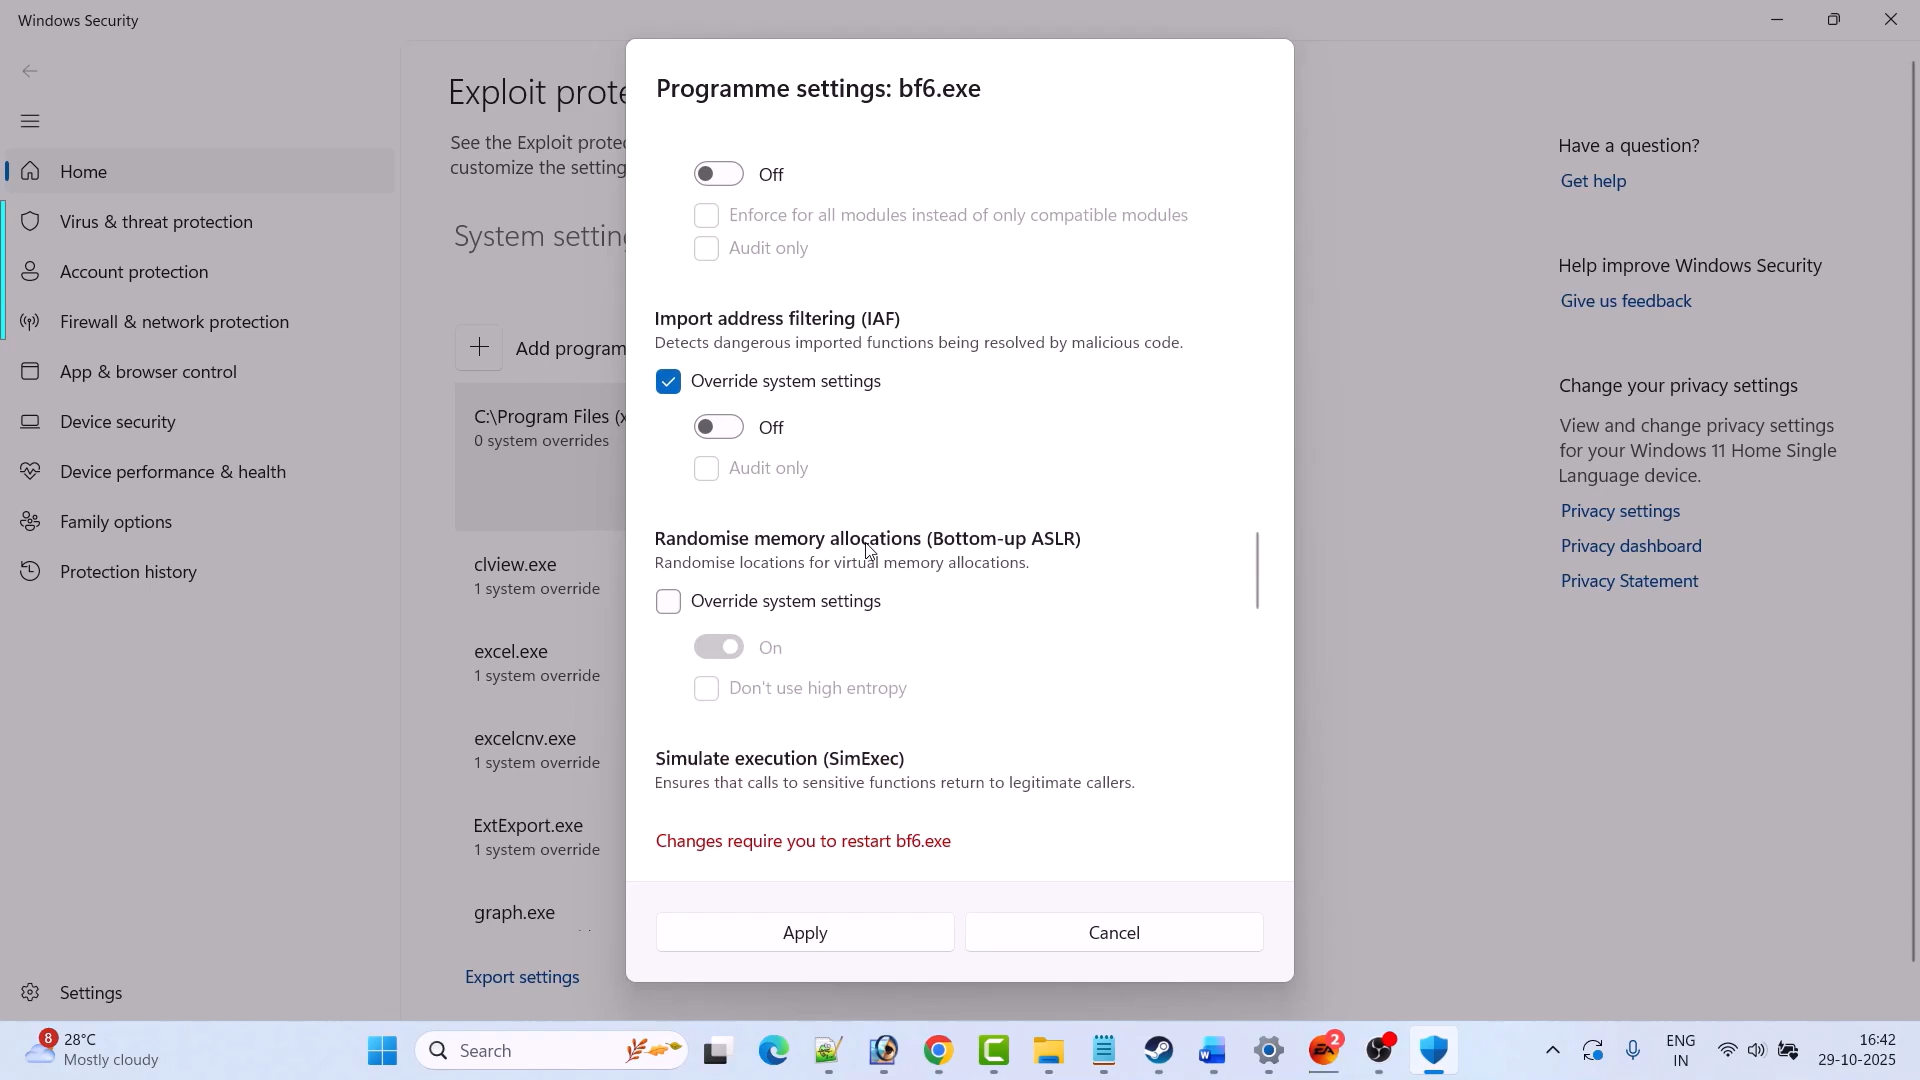 Windows Security
Home
Virus & threat protection
Account protection
Firewall & network protection
App & browser control
Device security
Device performance & health
Family options
Protection history
Settings
Exploit prote
See the Exploit protec
customize the setting
System setting
Add program
C:\Program Files (x
0 system overrides
clview.exe
1 system override
excel.exe
1 system override
excelcnv.exe
1 system override
ExtExport.exe
1 system override
graph.exe
Export settings
Programme settings: bf6.exe
Off
Enforce for all modules instead of only compatible modules
Audit only
Import address filtering (IAF)
Detects dangerous imported functions being resolved by malicious code.
Override system settings
Off
Audit only
Randomise memory allocations (Bottom-up ASLR)
Randomise locations for virtual memory allocations.
Override system settings
On
Don't use high entropy
Simulate execution (SimExec)
Ensures that calls to sensitive functions return to legitimate callers.
Changes require you to restart bf6.exe
Apply
Cancel
Have a question?
Get help
Help improve Windows Security
Give us feedback
Change your privacy settings
View and change privacy settings
for your Windows 11 Home Single
Language device.
Privacy settings
Privacy dashboard
Privacy Statement
8
28°C
Mostly cloudy
Search
W
EA
2
ENG
IN
16:42
29-10-2025